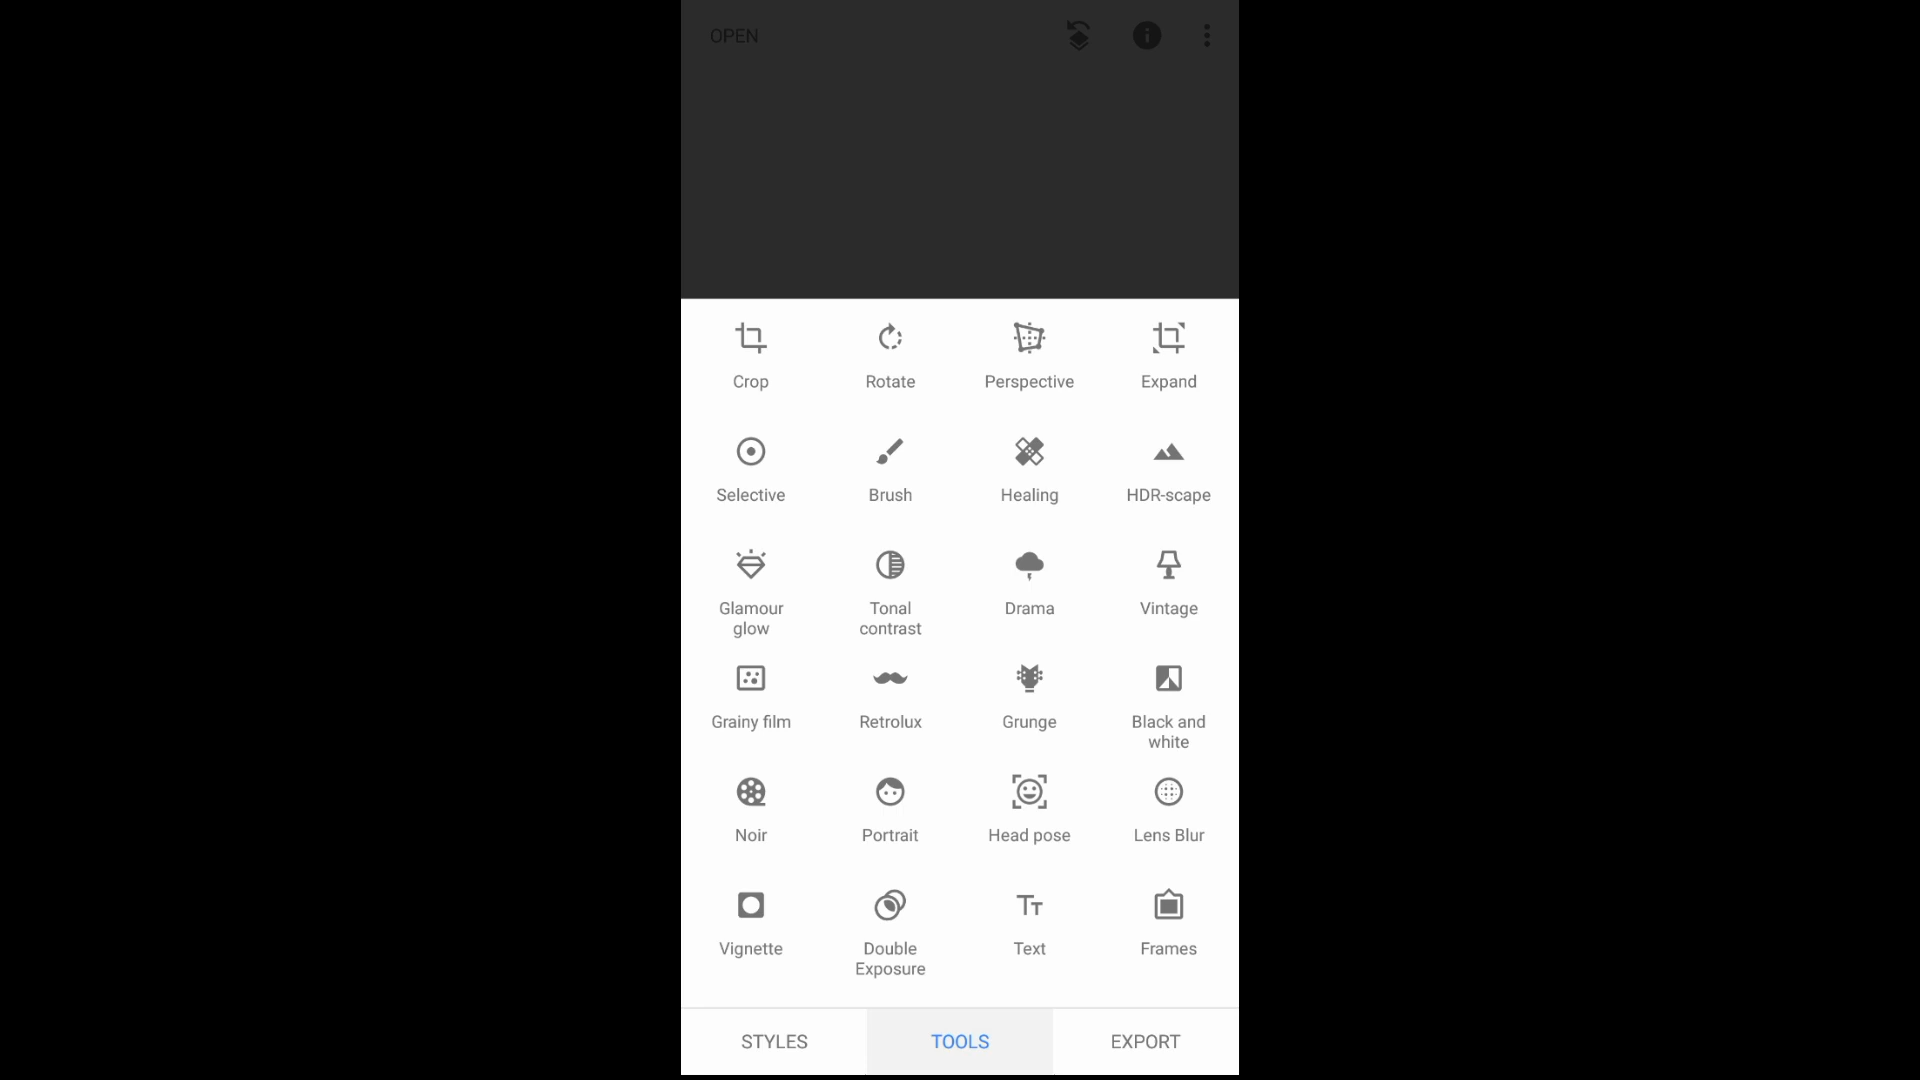 OPEN
Crop
Rotate
Perspective
Expand
Selective
Brush
Healing
HDR-scape
Glamour
glow
Tonal
contrast
Drama
Vintage
Grainy film
Retrolux
Grunge
Black and
white
Noir
Portrait
Head pose
Lens Blur
Vignette
Double
Exposure
Text
Frames
STYLES
TOOLS
EXPORT